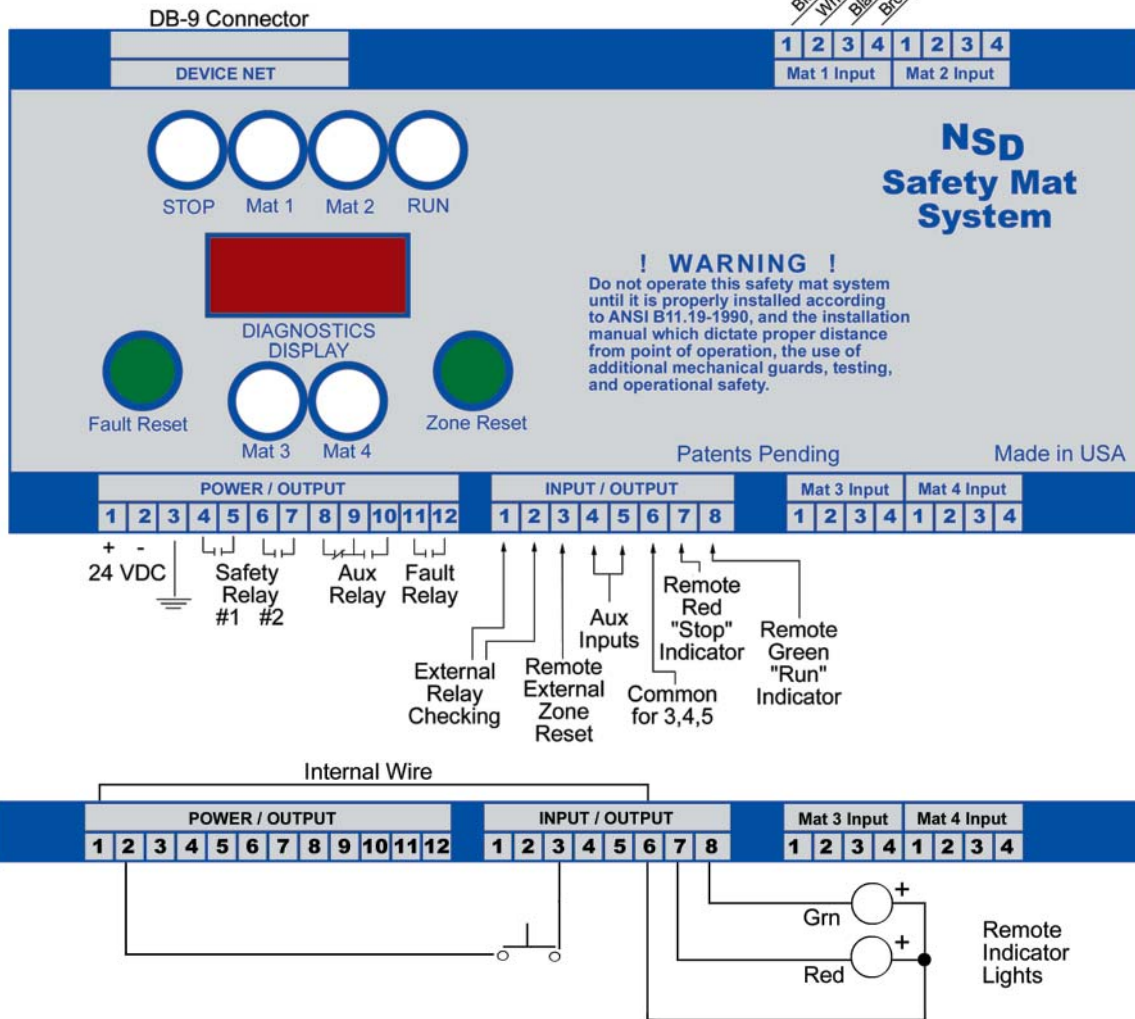 DB-9 Connector
1 2 3 4 1 2 3 4
DEVICE NET
Mat 1 Input Mat 2 Input
NSD
Safety Mat
System
STOP Mat 1 Mat 2 RUN
! WARNING !
Do not operate this safety mat system
until it is properly installed according
to ANSI B11.19-1990, and the installation
manual which dictate proper distance
from point of operation, the use of
additional mechanical guards, testing,
and operational safety.
DIAGNOSTICS
DISPLAY
Fault Reset
Zone Reset
Mat 3 Mat 4
Patents Pending
Made in USA
POWER / OUTPUT
INPUT / OUTPUT
Mat 3 Input Mat 4 Input
1 2 3 4 5 6 7 8 9 10 11 12
1 2 3 4 5 6 7 8
1 2 3 4 1 2 3 4
+ -
24 VDC
Safety
Relay
#1 #2
Aux
Relay
Fault
Relay
External
Relay
Checking
Remote
External
Zone
Reset
Aux
Inputs
Common
for 3,4,5
Remote
Red
"Stop"
Indicator
Remote
Green
"Run"
Indicator
Internal Wire
POWER / OUTPUT
INPUT / OUTPUT
Mat 3 Input Mat 4 Input
1 2 3 4 5 6 7 8 9 10 11 12
1 2 3 4 5 6 7 8
1 2 3 4 1 2 3 4
Grn +
Red +
Remote
Indicator
Lights